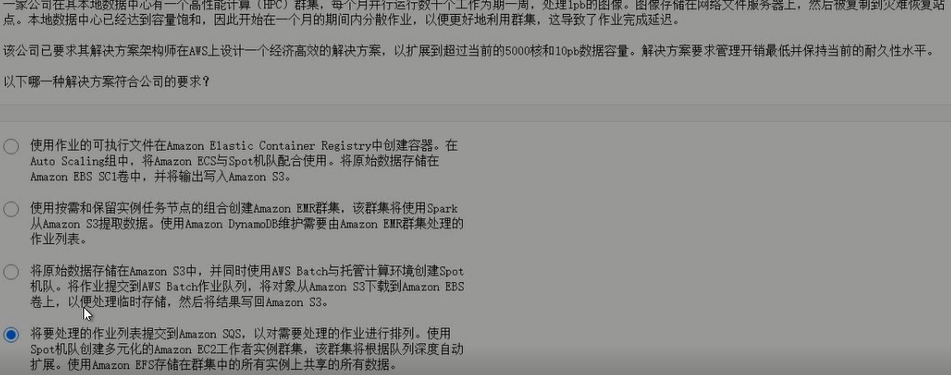 一家公司在其本地数据中心有一个高性能计算（HPC）群集，每个月并行运行数十个工作为期一周，处理1pb的图像。图像存储在网络文件服务器上，然后被复制到灾难恢复站
点。本地数据中心已经达到容量饱和，因此开始在一个月的期间内分散作业，以便更好地利用群集，这导致了作业完成延迟。
该公司已要求其解决方案架构师在AWS上设计一个经济高效的解决方案，以扩展到超过当前的5000核和10pb数据容量。解决方案要求管理开销最低并保持当前的耐久性水平。
以下哪一种解决方案符合公司的要求？
使用作业的可执行文件在Amazon Elastic Container Registry中创建容器。在
Auto Scaling组中，将Amazon ECS与Spot机队配合使用。将原始数据存储在
Amazon EBS SC1卷中，并将输出写入Amazon S3。
使用按需和保留实例任务节点的组合创建Amazon EMR群集，该群集将使用Spark
从Amazon S3提取数据。使用Amazon DynamoDB维护需要由Amazon EMR群集处理的
作业列表。
将原始数据存储在Amazon S3中，并同时使用AWS Batch与托管计算环境创建Spot
机队。将作业提交到AWS Batch作业队列，将对象从Amazon S3下载到Amazon EBS
卷上，以便处理临时存储，然后将结果写回Amazon S3。
将要处理的作业列表提交到Amazon SQS，以对需要处理的作业进行排列。使用
Spot机队创建多元化的Amazon EC2工作者实例群集，该群集将根据队列深度自动
扩展。使用Amazon EFS存储在群集中的所有实例上共享的所有数据。